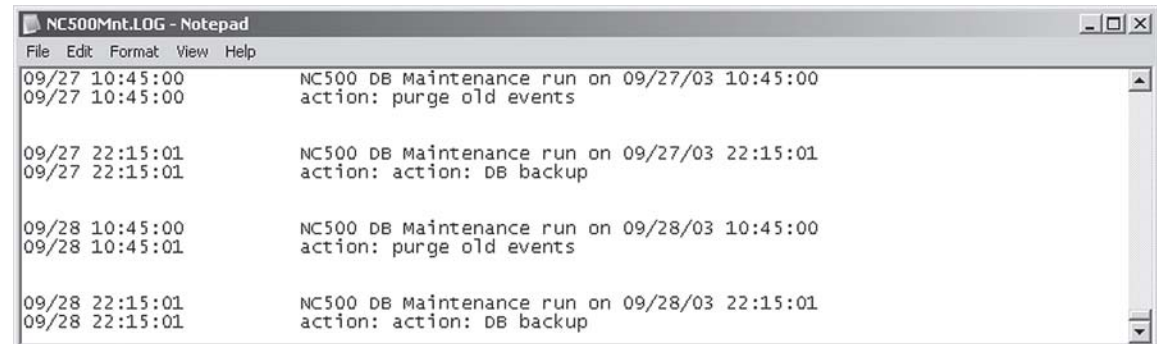 NC500Mnt.LOG - Notepad
File Edit Format View Help
09/27 10:45:00 NC500 DB Maintenance run on 09/27/03 10:45:00
09/27 10:45:00 action: purge old events
09/27 22:15:01 NC500 DB Maintenance run on 09/27/03 22:15:01
09/27 22:15:01 action: action: DB backup
09/28 10:45:00 NC500 DB Maintenance run on 09/28/03 10:45:00
09/28 10:45:01 action: purge old events
09/28 22:15:01 NC500 DB Maintenance run on 09/28/03 22:15:01
09/28 22:15:01 action: action: DB backup